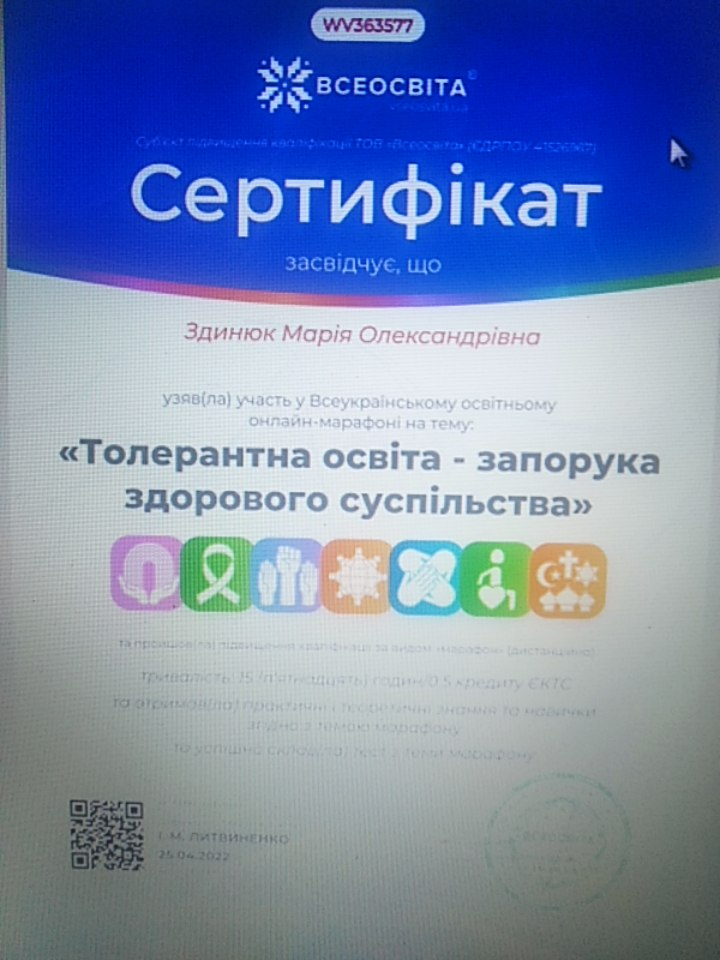 WV363577
ВСЕОСВІТА
Суб'єкт підвищення кваліфікації ТОВ «Всеосвіта» (ЄДРПОУ
Сертифікат
засвідчує, що
Здинюк Марія Олександрівна
узяв(ла) участь у Всеукраїнському освітньому
онлайн-марафоні на тему:
«Толерантна освіта - запорука
здорового суспільства»
та пройшов(ла) підвищення кваліфікації за видом «марафон» (дистанційно)
тривалість: 15 (п'ятнадцять) годин/0.5 кредиту ЄКТС
та отримав(ла) практичні і теоретичні знання та навички
згідно з темою марафону
та успішно склав(ла) тест з теми марафону
І. М. ЛИТВИНЕНКО
25.04.2022